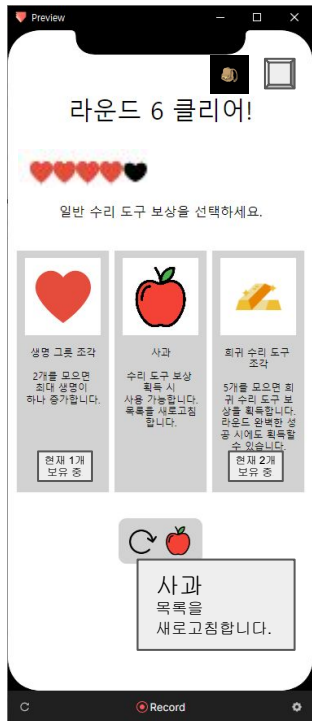 Preview
라운드 6 클리어!
일반 수리 도구 보상을 선택하세요.
생명 그릇 조각
2개를 모으면
최대 생명이
하나 증가합니다.
현재 1개
보유 중
사과
수리 도구 보상
획득 시
사용 가능합니다.
목록을 새로고침
합니다.
희귀 수리 도구
조각
5개를 모으면 희
귀 수리 도구 보
상을 획득합니다.
라운드 완벽한 성
공 시에도 획득할
수 있습니다.
현재 2개
보유 중
사과
목록을
새로고침합니다.
Record